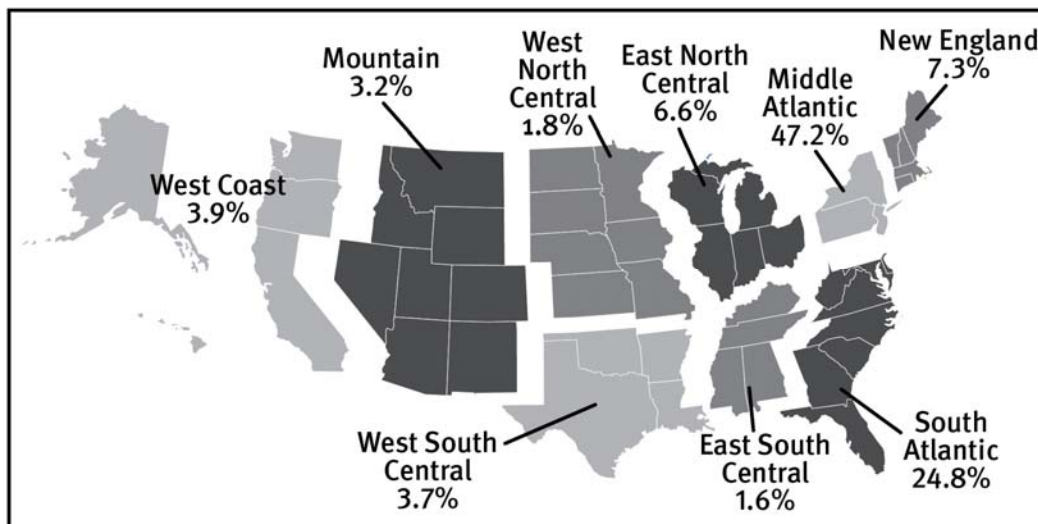 Mountain
3.2%
West
North
Central
1.8%
East North
Central
6.6%
Middle
Atlantic
47.2%
New England
7.3%
West Coast
3.9%
West South
Central
3.7%
East South
Central
1.6%
South
Atlantic
24.8%